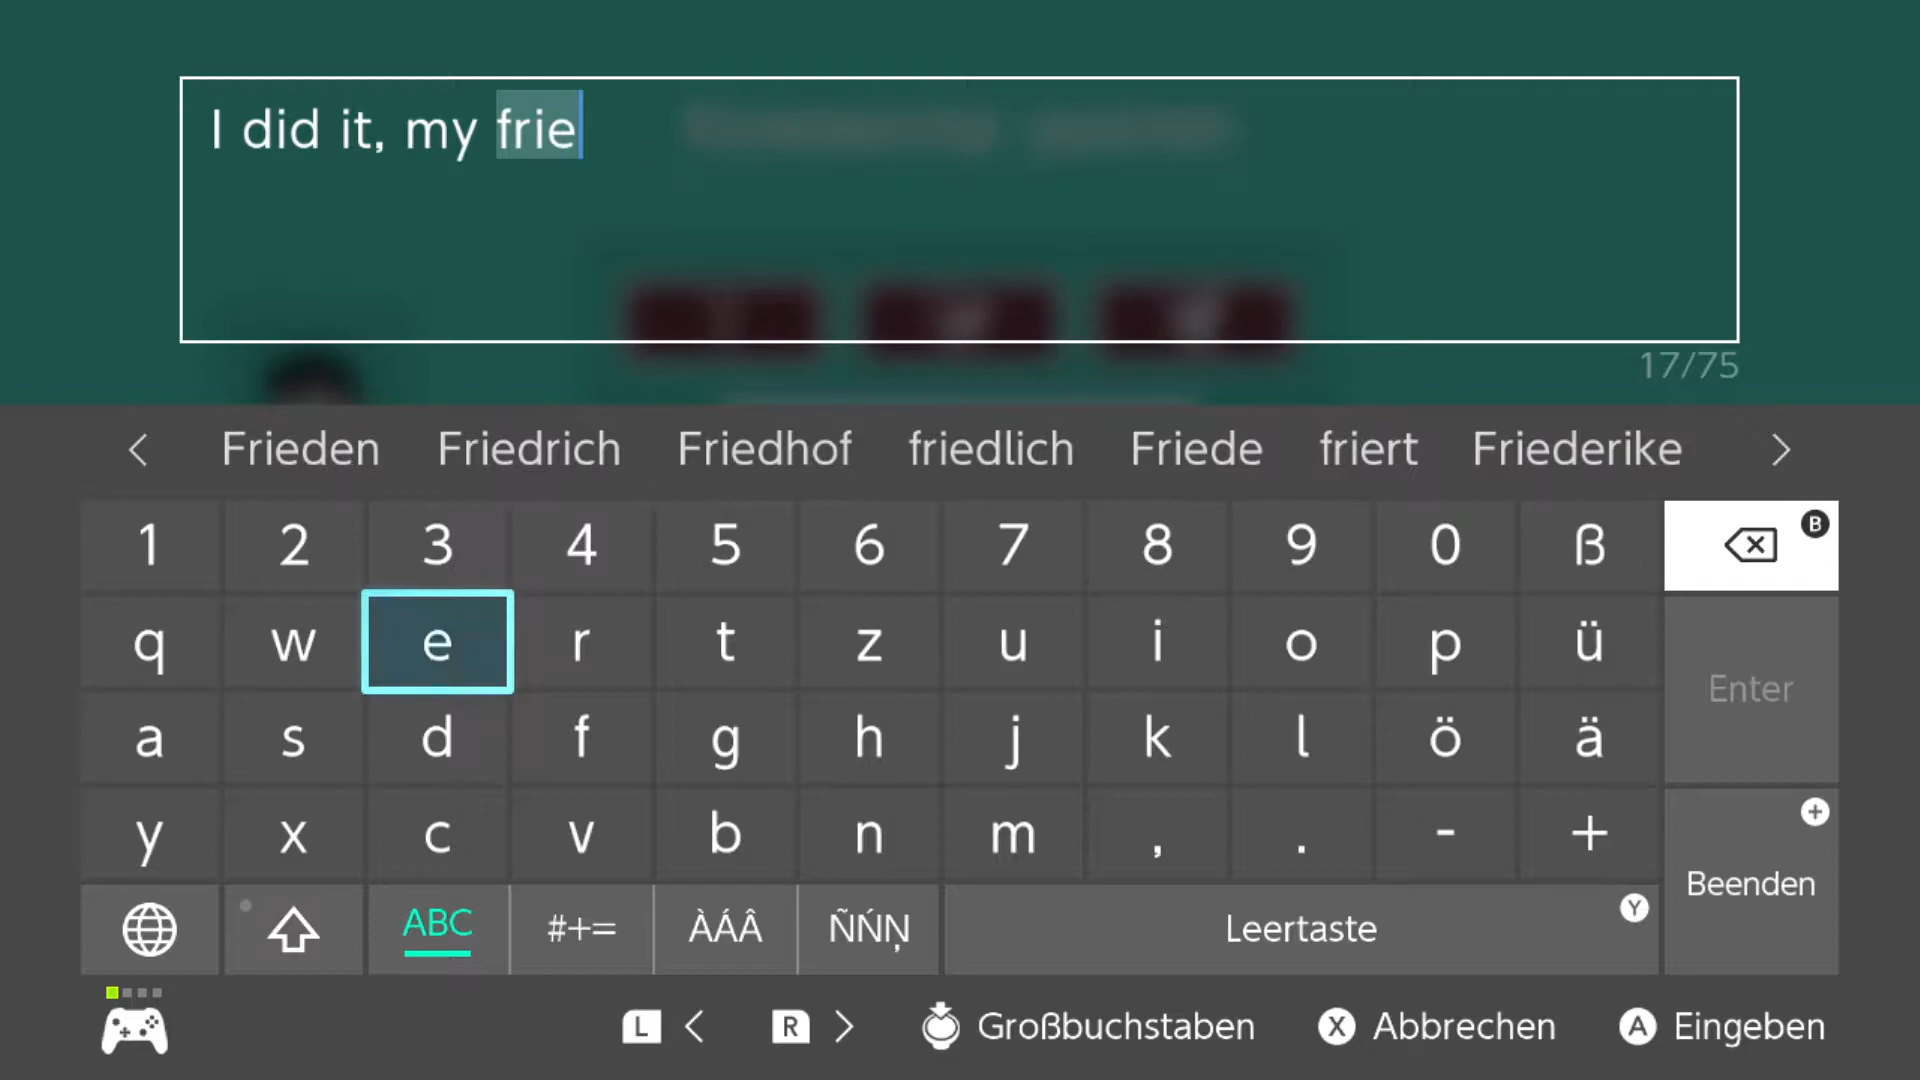 I did it, my frie
17/75
< Frieden Friedrich Friedhof friedlich Friede friert Friederike >
1 2 3 4 5 6 7 8 9 0 ß B
q w e r t z u i o p ü
Enter
a s d f g h j k l ö ä
y x c v b n m , . - +
Beenden
ABC #+= ÀÁÂ ÑŃŅ Leertaste Y
L < R > Großbuchstaben X Abbrechen A Eingeben